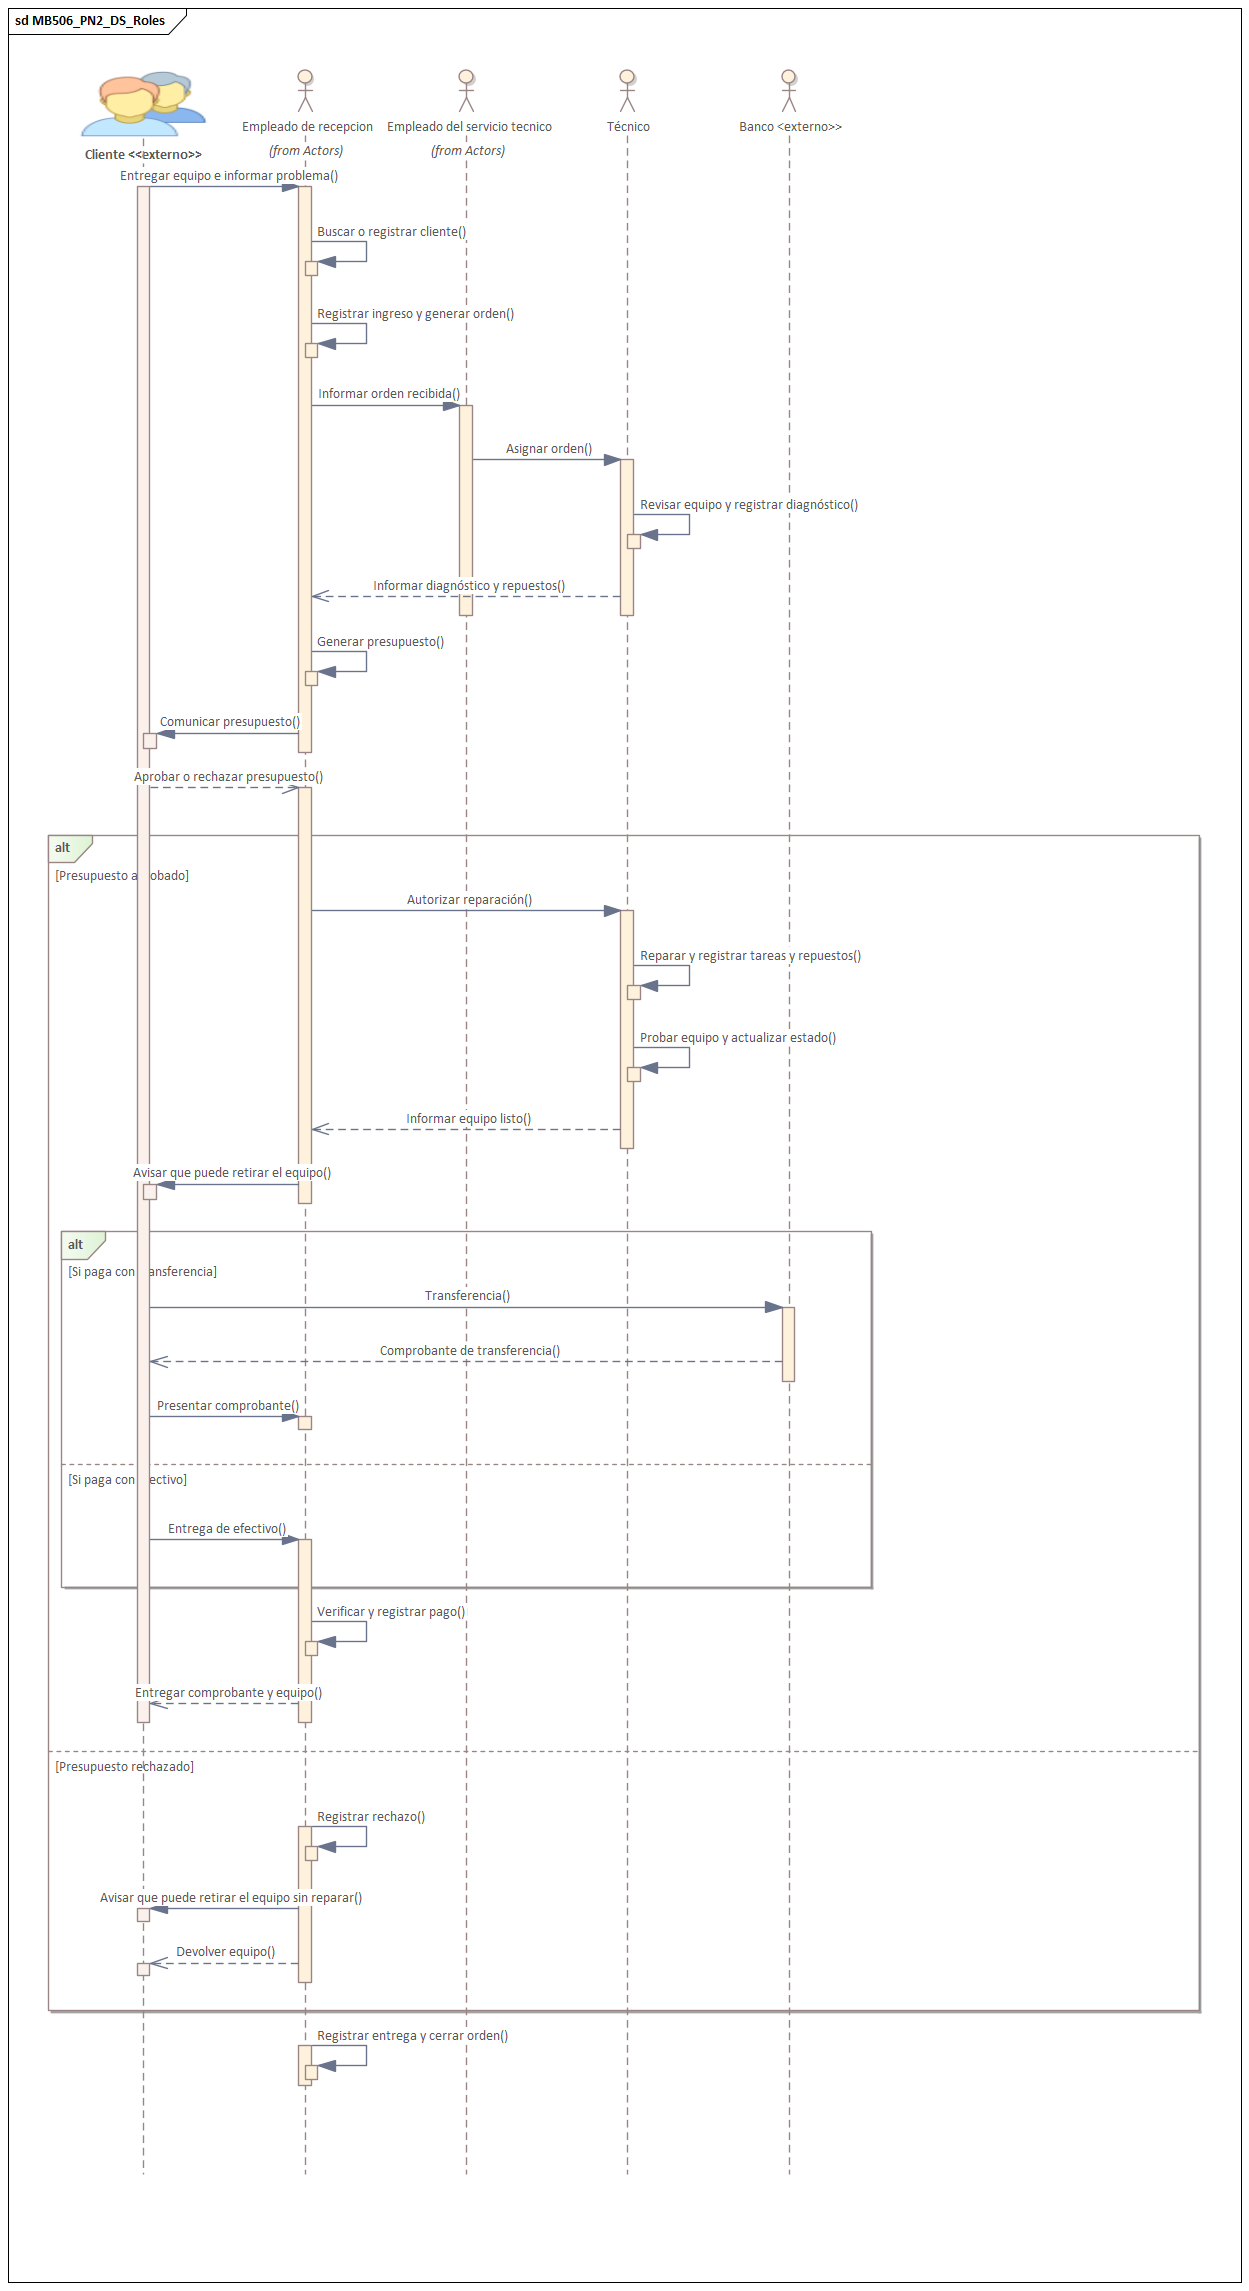 sd MB506_PN2_DS_Roles
Empleado de recepcion
Empleado del servicio tecnico
Técnico
Banco <externo>>
(from Actors)
(from Actors)
Cliente <<externo>>
Entregar equipo e informar problema()
Buscar o registrar cliente()
Registrar ingreso y generar orden()
Informar orden recibida()
Asignar orden()
Revisar equipo y registrar diagnóstico()
Informar diagnóstico y repuestos()
Generar presupuesto()
Comunicar presupuesto()
Aprobar o rechazar presupuesto()
alt
[Presupuesto aprobado]
Autorizar reparación()
Reparar y registrar tareas y repuestos()
Probar equipo y actualizar estado()
Informar equipo listo()
Avisar que puede retirar el equipo()
alt
[Si paga con transferencia]
Transferencia()
Comprobante de transferencia()
Presentar comprobante()
[Si paga con efectivo]
Entrega de efectivo()
Verificar y registrar pago()
Entregar comprobante y equipo()
[Presupuesto rechazado]
Registrar rechazo()
Avisar que puede retirar el equipo sin reparar()
Devolver equipo()
Registrar entrega y cerrar orden()